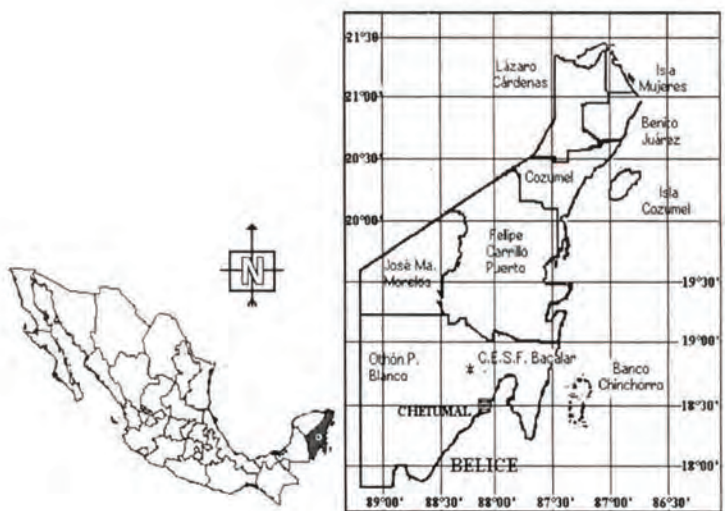 21°30'
Lázaro
Cárdenas
Isla
Mujeres
21°00'
Benito
Juárez
20°30'
Cozumel
Isla
Cozumel
20°00'
Felipe
Carrillo
Puerto
José Ma.
Morelos
19°30'
19°00'
Othón P.
Blanco
C.E.S.F. Bacalar
*
Banco
Chinchorro
CHETUMAL
18°30'
BELICE
18°00'
89°00' 88°30' 88°00' 87°30' 87°00' 86°30'
N